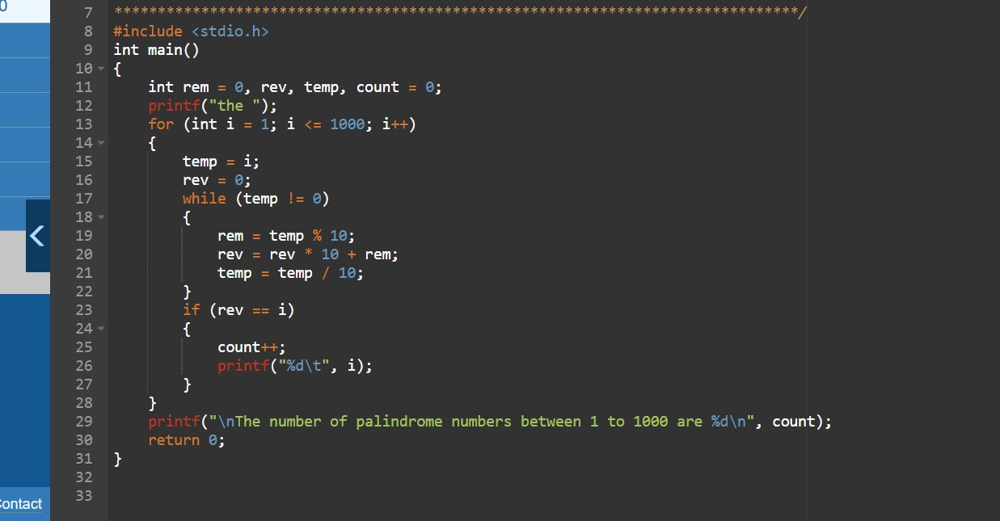 0
7 *******************************************************************************/
8 #include <stdio.h>
9 int main()
10 {
11 int rem = 0, rev, temp, count = 0;
12 printf("the ");
13 for (int i = 1; i <= 1000; i++)
14 {
15 temp = i;
16 rev = 0;
17 while (temp != 0)
18 {
19 rem = temp % 10;
20 rev = rev * 10 + rem;
21 temp = temp / 10;
22 }
23 if (rev == i)
24 {
25 count++;
26 printf("%d\t", i);
27 }
28 }
29 printf("\nThe number of palindrome numbers between 1 to 1000 are %d\n", count);
30 return 0;
31 }
32
33
ontact